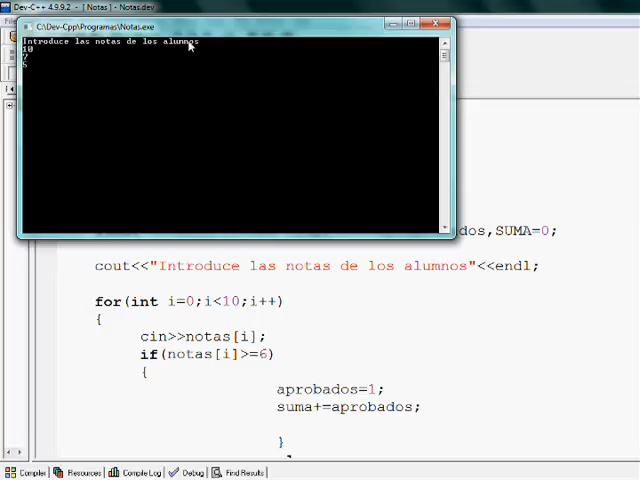 Dev-C++ 4.9.9.2 - [ Notas ] - Notas.dev
C:\Dev-Cpp\Programas\Notas.exe
Introduce las notas de los alumnos
10
7
dos,SUMA=0;
cout<<"Introduce las notas de los alumnos"<<endl;
for(int i=0;i<10;i++)
{
cin>>notas[i];
if(notas[i]>=6)
{
aprobados=1;
suma+=aprobados;
}
Compiler Resources Compile Log Debug Find Results